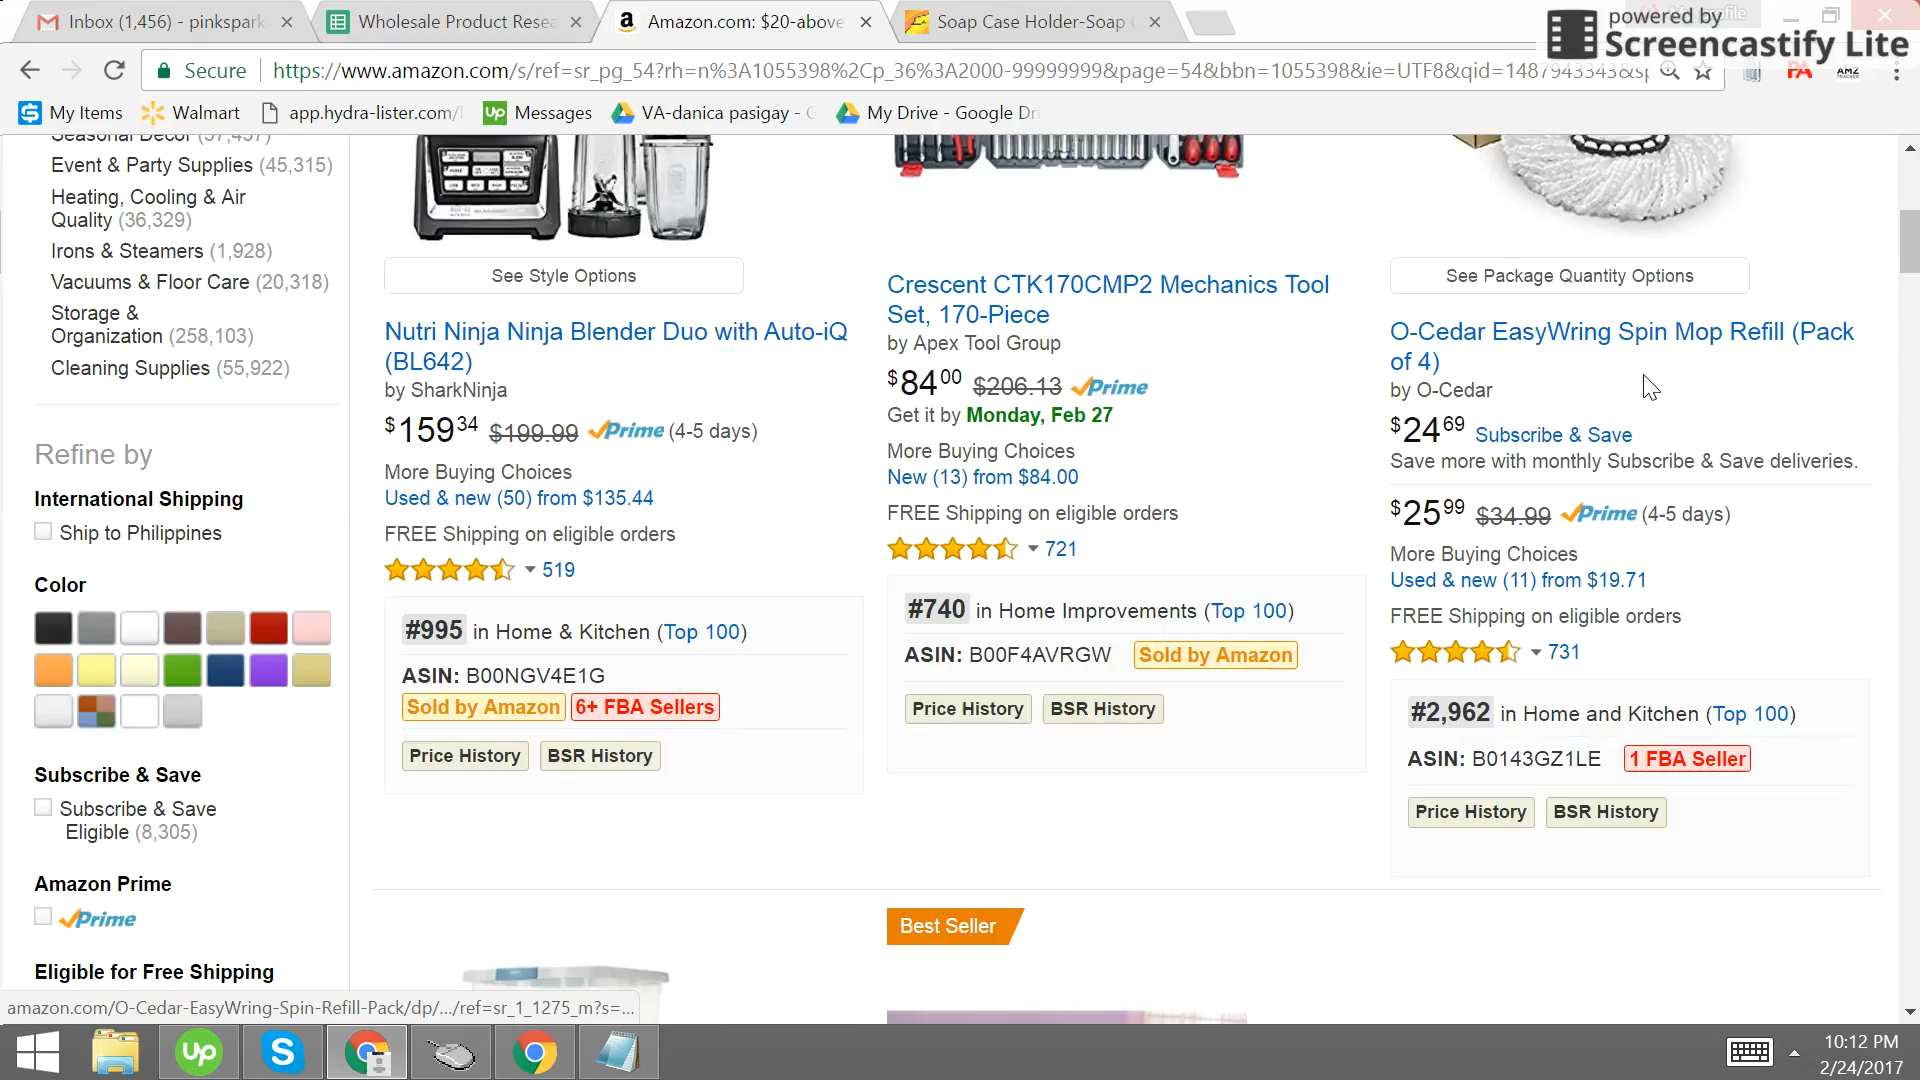 Inbox (1,456) - pinkspark
Wholesale Product Resea
Amazon.com: $20-above
Soap Case Holder-Soap
powered by
Screencastify Lite
Secure
https://www.amazon.com/s/ref=sr_pg_54?rh=n%3A1055398%2Cp_36%3A2000-99999999&page=54&bbn=1055398&ie=UTF8&qid=1487943343&s
PA
AMZ
My Items
Walmart
app.hydra-lister.com/
Up
Messages
VA-danica pasigay - G
My Drive - Google Dri
Seasonal Decor (57,457)
Event & Party Supplies (45,315)
Heating, Cooling & Air
Quality (36,329)
Irons & Steamers (1,928)
Vacuums & Floor Care (20,318)
Storage &
Organization (258,103)
Cleaning Supplies (55,922)
Refine by
International Shipping
Ship to Philippines
Color
Subscribe & Save
Subscribe & Save
Eligible (8,305)
Amazon Prime
Prime
Eligible for Free Shipping
See Style Options
Nutri Ninja Ninja Blender Duo with Auto-iQ
(BL642)
by SharkNinja
$159 34 $199.99 Prime (4-5 days)
More Buying Choices
Used & new (50) from $135.44
FREE Shipping on eligible orders
519
#995 in Home & Kitchen (Top 100)
ASIN: B00NGV4E1G
Sold by Amazon 6+ FBA Sellers
Price History BSR History
Crescent CTK170CMP2 Mechanics Tool
Set, 170-Piece
by Apex Tool Group
$84 00 $206.13 Prime
Get it by Monday, Feb 27
More Buying Choices
New (13) from $84.00
FREE Shipping on eligible orders
721
#740 in Home Improvements (Top 100)
ASIN: B00F4AVRGW Sold by Amazon
Price History BSR History
Best Seller
See Package Quantity Options
O-Cedar EasyWring Spin Mop Refill (Pack
of 4)
by O-Cedar
$24 69 Subscribe & Save
Save more with monthly Subscribe & Save deliveries.
$25 99 $34.99 Prime (4-5 days)
More Buying Choices
Used & new (11) from $19.71
FREE Shipping on eligible orders
731
#2,962 in Home and Kitchen (Top 100)
ASIN: B0143GZ1LE 1 FBA Seller
Price History BSR History
amazon.com/O-Cedar-EasyWring-Spin-Refill-Pack/dp/.../ref=sr_1_1275_m?s=...
up
10:12 PM
2/24/2017